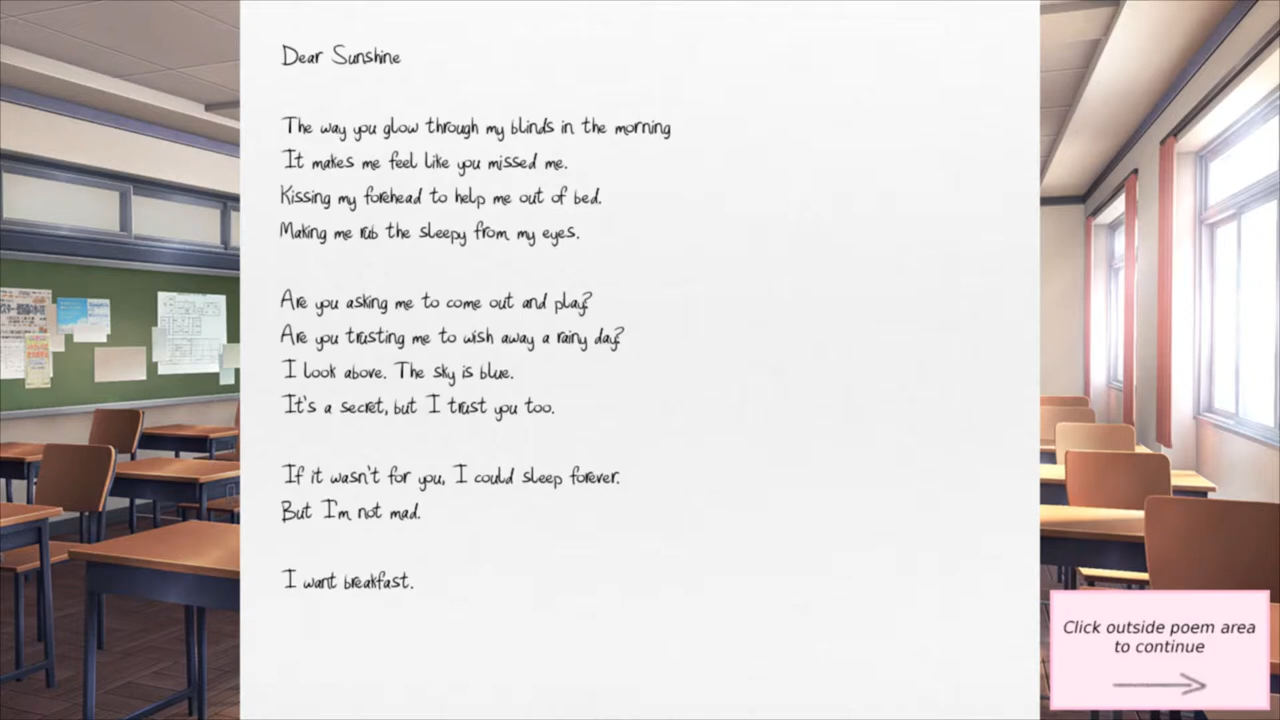 Dear Sunshine
The way you glow through my blinds in the morning
It makes me feel like you missed me.
Kissing my forehead to help me out of bed.
Making me rub the sleepy from my eyes.
Are you asking me to come out and play?
Are you trusting me to wish away a rainy day?
I look above. The sky is blue.
It's a secret, but I trust you too.
If it wasn't for you, I could sleep forever.
But I'm not mad.
I want breakfast.
Click outside poem area
to continue